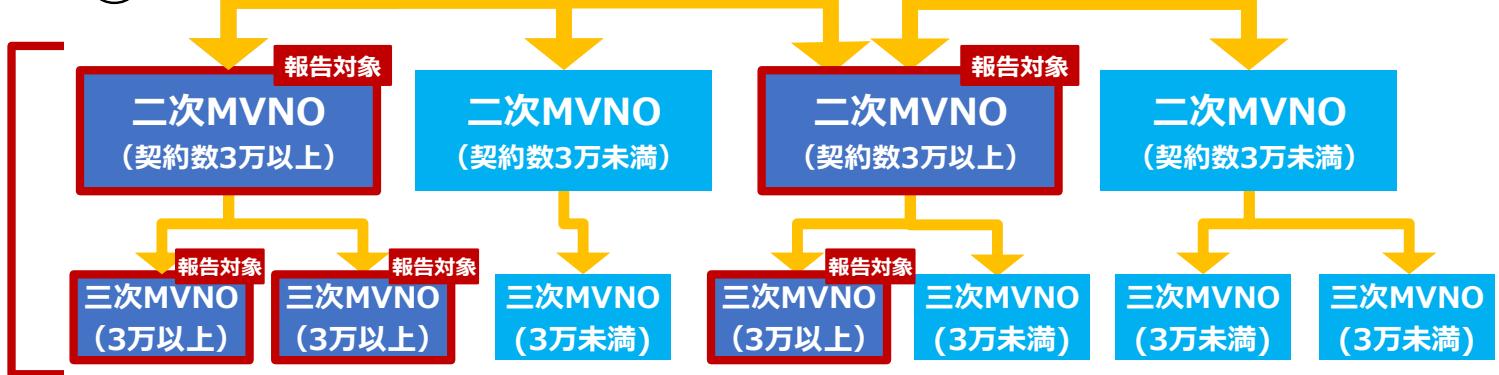 報告対象
二次MVNO
（契約数3万以上）
二次MVNO
（契約数3万未満）
報告対象
二次MVNO
（契約数3万以上）
二次MVNO
（契約数3万未満）
報告対象
三次MVNO
（3万以上）
報告対象
三次MVNO
（3万以上）
三次MVNO
(3万未満)
報告対象
三次MVNO
（3万以上）
三次MVNO
(3万未満)
三次MVNO
(3万未満)
三次MVNO
(3万未満)